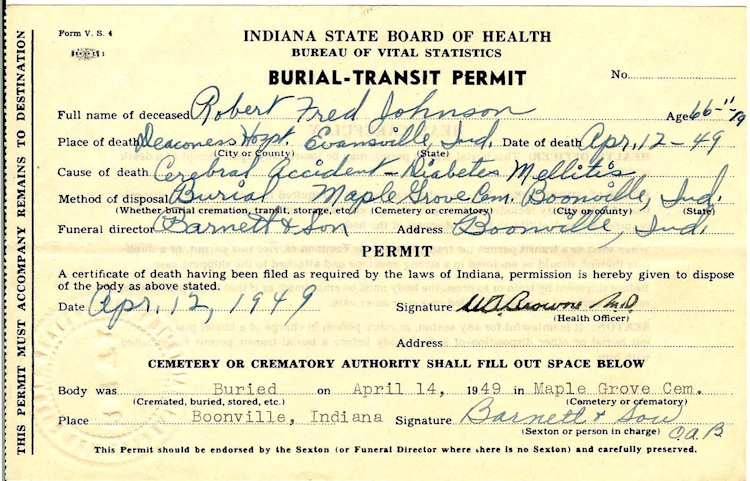 Form V. S. 4
INDIANA STATE BOARD OF HEALTH
BUREAU OF VITAL STATISTICS
BURIAL-TRANSIT PERMIT
No.
Full name of deceased Robert Fred Johnson Age 66-11-19
Place of death Deaconess Hospt. Evansville, Ind. Date of death Apr. 12-49
(City or County) (State)
Cause of death Cerebral Accident - Diabetes Mellitis
Method of disposal Burial Maple Grove Cem. Boonville, Ind.
(Whether burial cremation transit, storage, etc.) (Cemetery or crematory) (City or county) (State)
Funeral director Barnett & Son Address Boonville, Ind.
PERMIT
A certificate of death having been filed as required by the laws of Indiana, permission is hereby given to dispose
of the body as above stated.
Date Apr. 12, 1949 Signature Browne M.D.
(Health Officer)
Address
CEMETERY OR CREMATORY AUTHORITY SHALL FILL OUT SPACE BELOW
Body was Buried on April 14, 1949 in Maple Grove Cem.
(Cremated, buried, stored, etc.) (Cemetery or crematory)
Place Boonville, Indiana Signature Barnett & Son
(Sexton or person in charge) O.A.B
This Permit should be endorsed by the Sexton (or Funeral Director where there is no Sexton) and carefully preserved.
THIS PERMIT MUST ACCOMPANY REMAINS TO DESTINATION